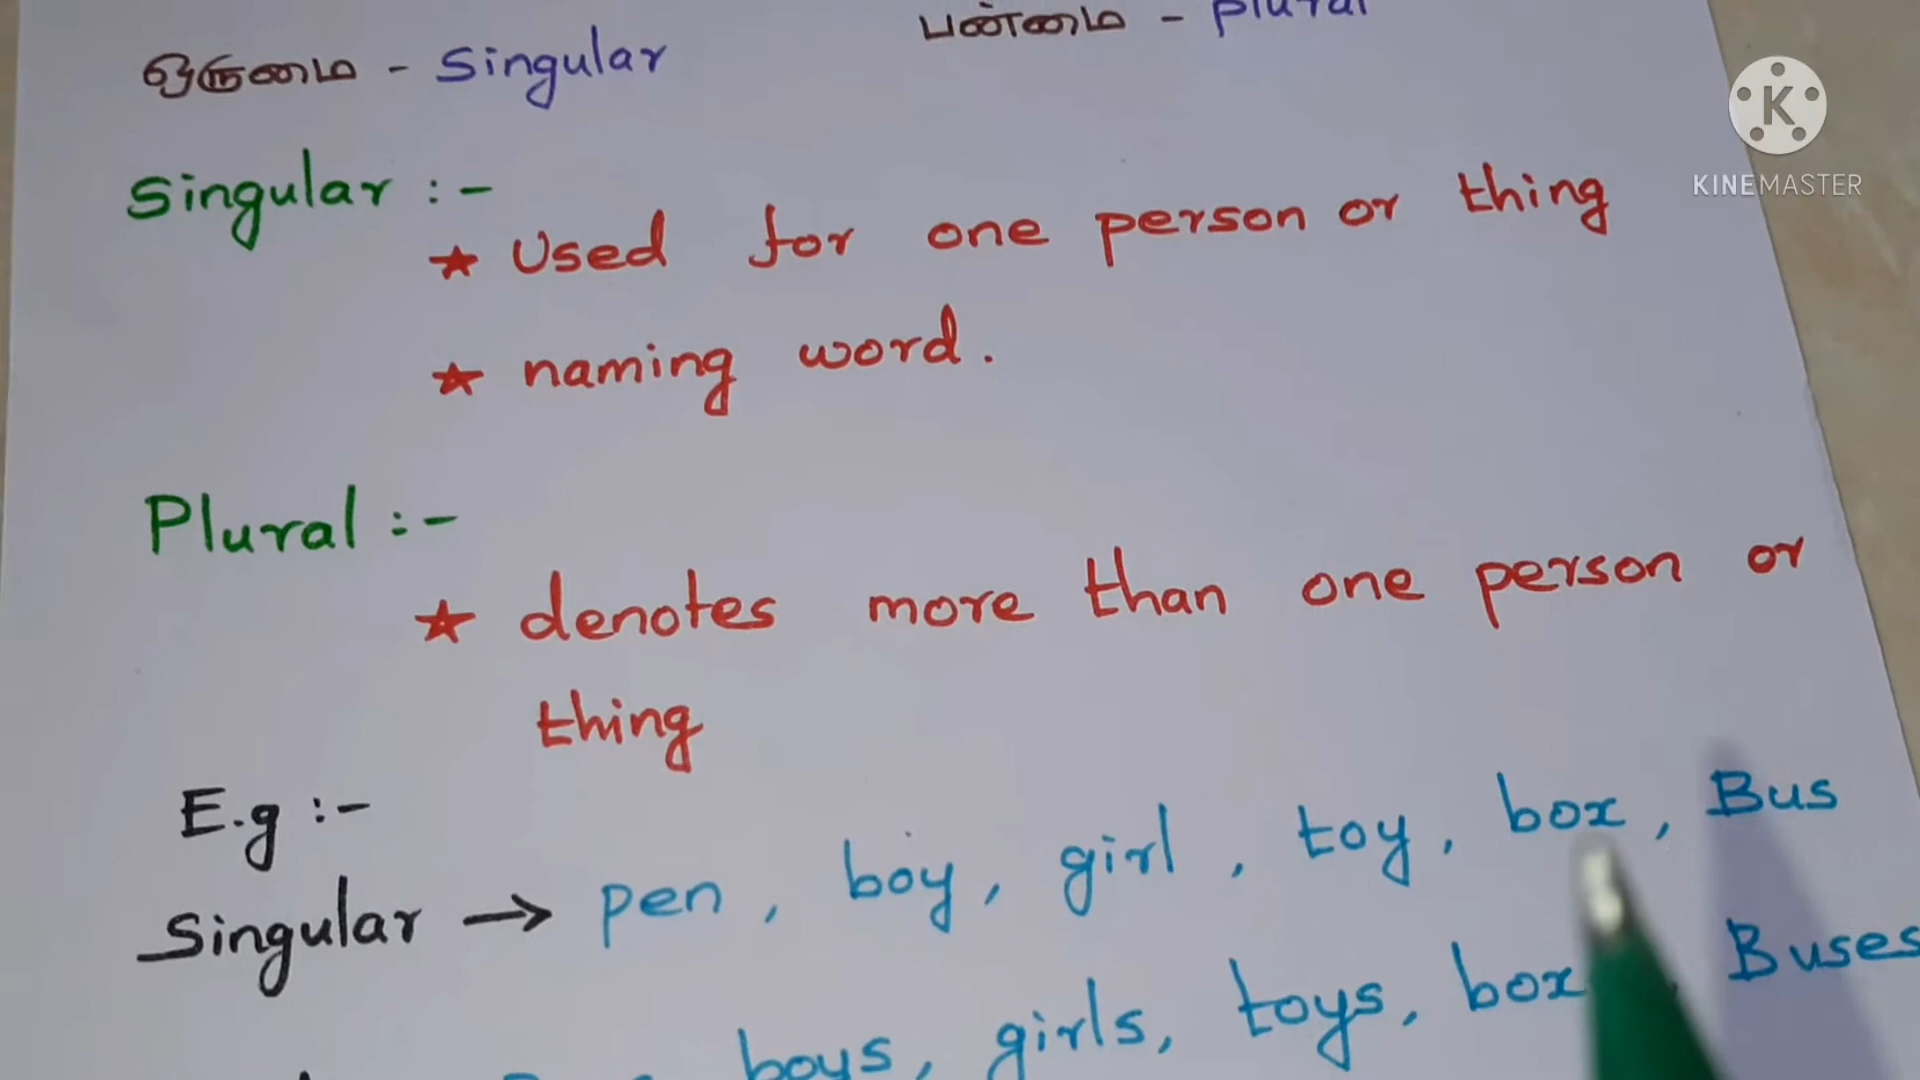 ஒருமை - Singular
பன்மை - plural
KINEMASTER
Singular :-
★ Used for one person or thing
★ naming word.
Plural :-
★ denotes more than one person or
thing
E.g :-
Singular → pen, boy, girl, toy, box, Bus
boys, girls, toys, Buses